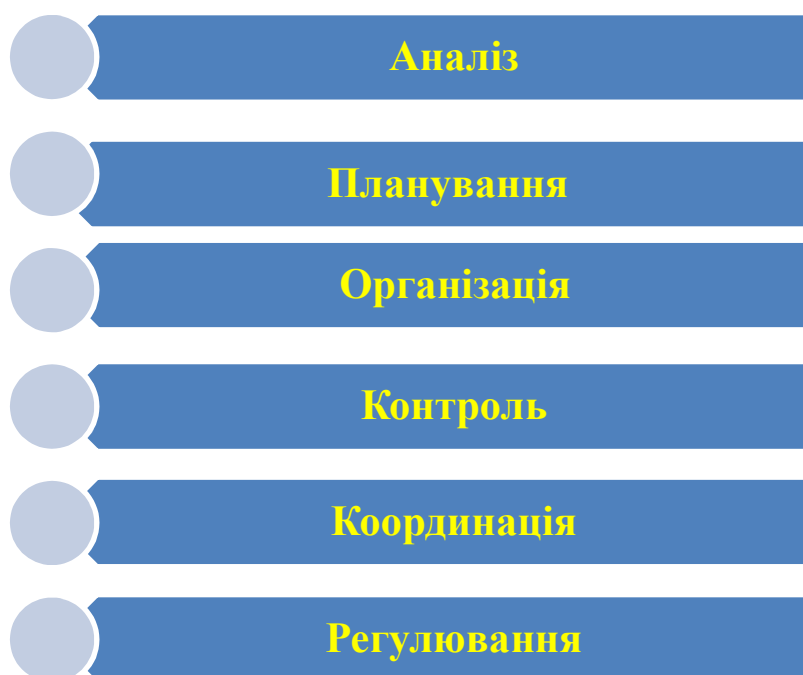 Аналіз
Планування
Організація
Контроль
Координація
Регулювання